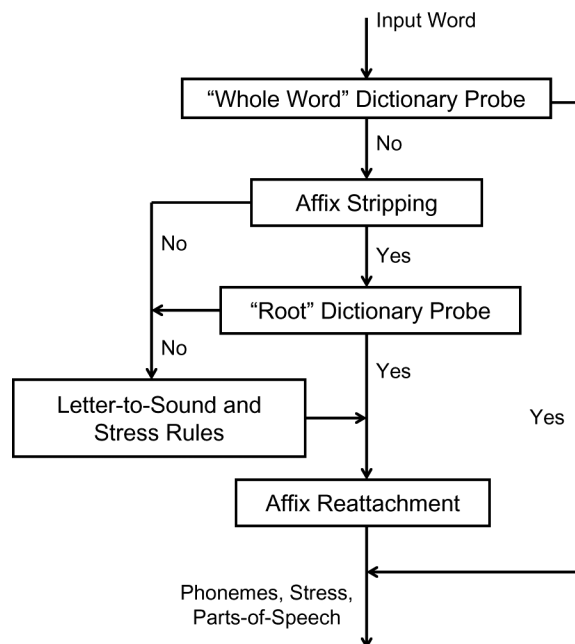 Input Word
“Whole Word” Dictionary Probe
No
Affix Stripping
No
Yes
“Root” Dictionary Probe
No
Yes
Letter-to-Sound and
Stress Rules
Yes
Affix Reattachment
Phonemes, Stress,
Parts-of-Speech